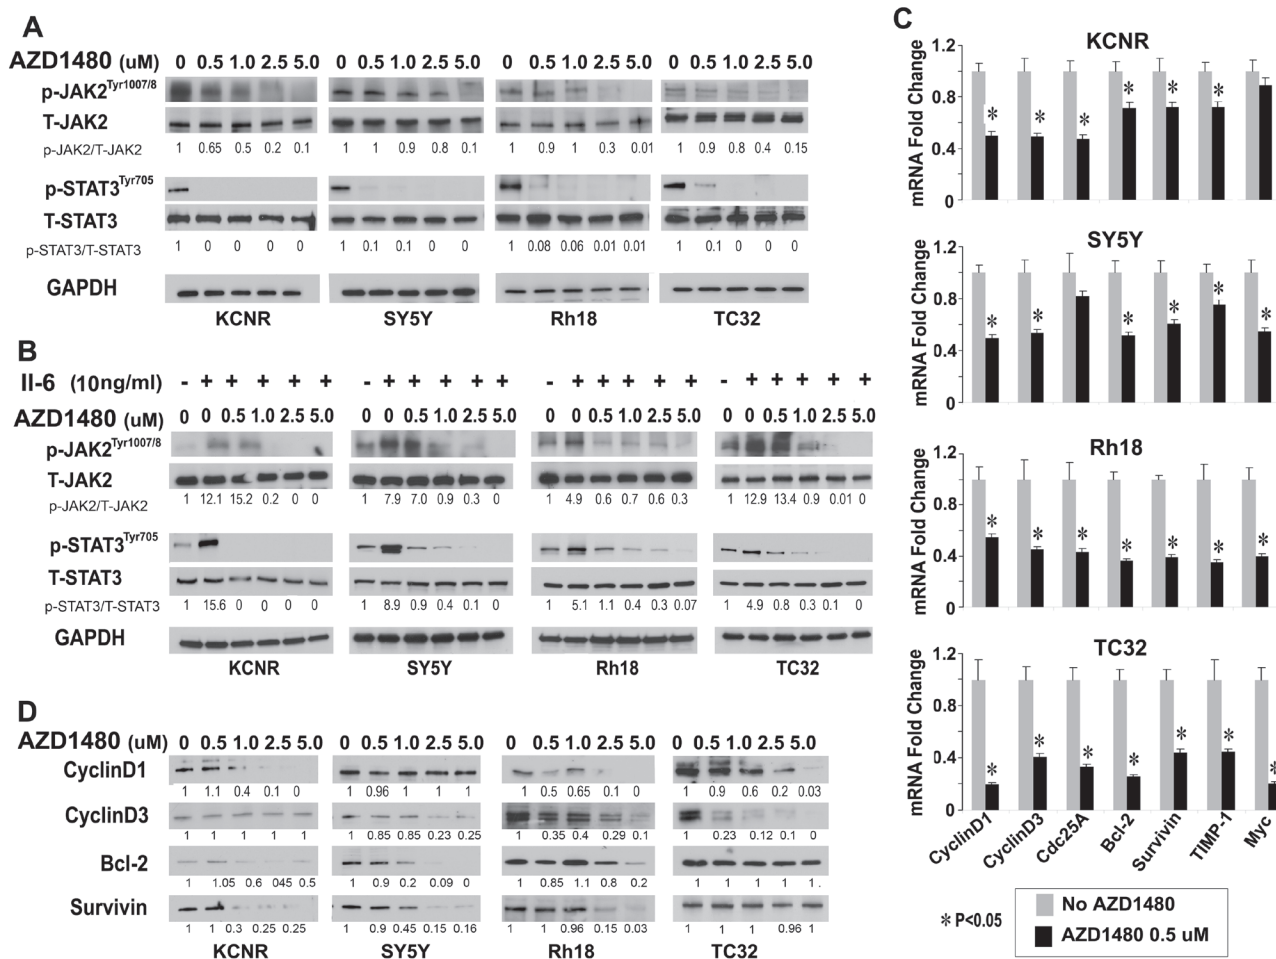 A
AZD1480 (uM) 0 0.5 1.0 2.5 5.0 0 0.5 1.0 2.5 5.0 0 0.5 1.0 2.5 5.0 0 0.5 1.0 2.5 5.0
p-JAK2Tyr1007/8
T-JAK2
p-JAK2/T-JAK2 1 0.65 0.5 0.2 0.1 1 1 0.9 0.8 0.1 1 0.9 1 0.3 0.01 1 0.9 0.8 0.4 0.15
p-STAT3Tyr705
T-STAT3
p-STAT3/T-STAT3 1 0 0 0 0 1 0.1 0.1 0 0 1 0.08 0.06 0.01 0.01 1 0.1 0 0 0
GAPDH
KCNR SY5Y Rh18 TC32
B
Il-6 (10ng/ml) - + + + + + - + + + + + - + + + + + - + + + + +
AZD1480 (uM) 0 0 0.5 1.0 2.5 5.0 0 0 0.5 1.0 2.5 5.0 0 0 0.5 1.0 2.5 5.0 0 0 0.5 1.0 2.5 5.0
p-JAK2Tyr1007/8
T-JAK2
p-JAK2/T-JAK2 1 12.1 15.2 0.2 0 0 1 7.9 7.0 0.9 0.3 0 1 4.9 0.6 0.7 0.6 0.3 1 12.9 13.4 0.9 0.01 0
p-STAT3Tyr705
T-STAT3
p-STAT3/T-STAT3 1 15.6 0 0 0 0 1 8.9 0.9 0.4 0.1 0 1 5.1 1.1 0.4 0.3 0.07 1 4.9 0.8 0.3 0.1 0
GAPDH
KCNR SY5Y Rh18 TC32
D
AZD1480 (uM) 0 0.5 1.0 2.5 5.0 0 0.5 1.0 2.5 5.0 0 0.5 1.0 2.5 5.0 0 0.5 1.0 2.5 5.0
CyclinD1
1 1.1 0.4 0.1 0 1 0.96 1 1 1 1 0.5 0.65 0.1 0 1 0.9 0.6 0.2 0.03
CyclinD3
1 1 1 1 1 1 0.85 0.85 0.23 0.25 1 0.35 0.4 0.29 0.1 1 0.23 0.12 0.1 0
Bcl-2
1 1.05 0.6 045 0.5 1 0.9 0.2 0.09 0 1 0.85 1.1 0.8 0.2 1 1 1 1 1 .
Survivin
1 1 0.3 0.25 0.25 1 0.9 0.45 0.15 0.16 1 1 0.96 0.15 0.03 1 1 1 0.96 1
KCNR SY5Y Rh18 TC32
C
KCNR
mRNA Fold Change
1.2
0.8
0.4
0
* * * * * *
SY5Y
mRNA Fold Change
1.2
0.8
0.4
0
* * * * * *
Rh18
mRNA Fold Change
1.2
0.8
0.4
0
* * * * * * *
TC32
mRNA Fold Change
1.2
0.8
0.4
0
* * * * * * *
CyclinD1 CyclinD3 Cdc25A Bcl-2 Survivin TIMP-1 Myc
* P<0.05
No AZD1480
AZD1480 0.5 uM